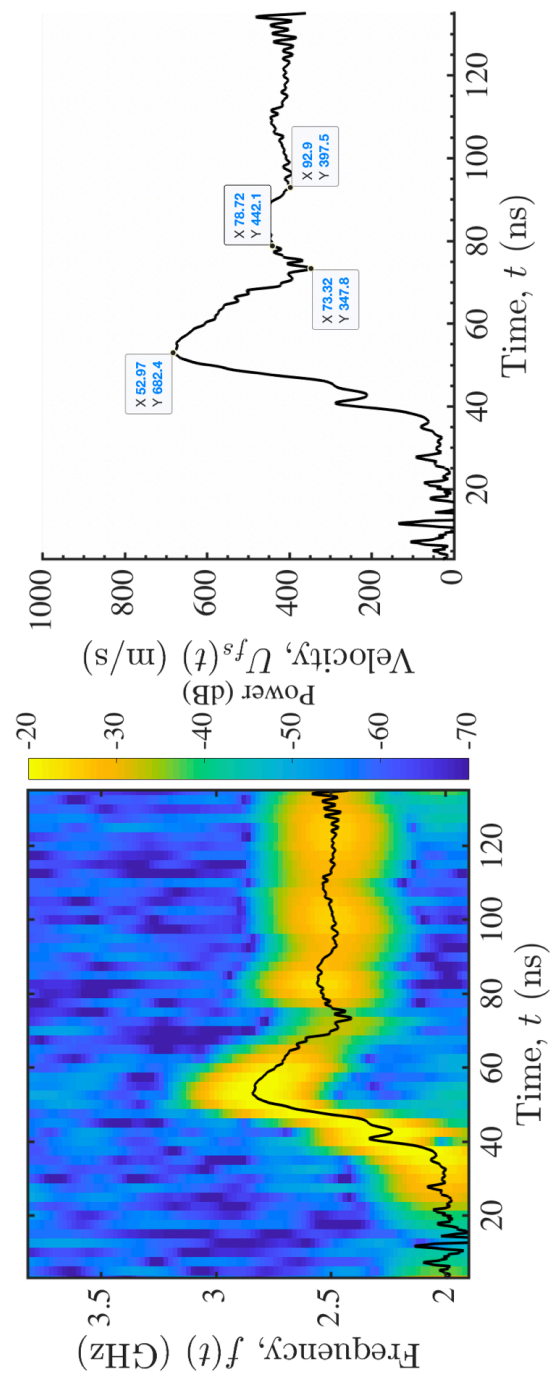 3.5
3
2.5
2
Frequency, f(t) (GHz)
20
40
60
80
100
120
Time, t (ns)
-20
-30
-40
-50
-60
-70
Power (dB)
1000
800
600
400
200
0
Velocity, U_fs(t) (m/s)
20
40
60
80
100
120
Time, t (ns)
X 52.97
Y 682.4
X 73.32
Y 347.8
X 78.72
Y 442.1
X 92.9
Y 397.5